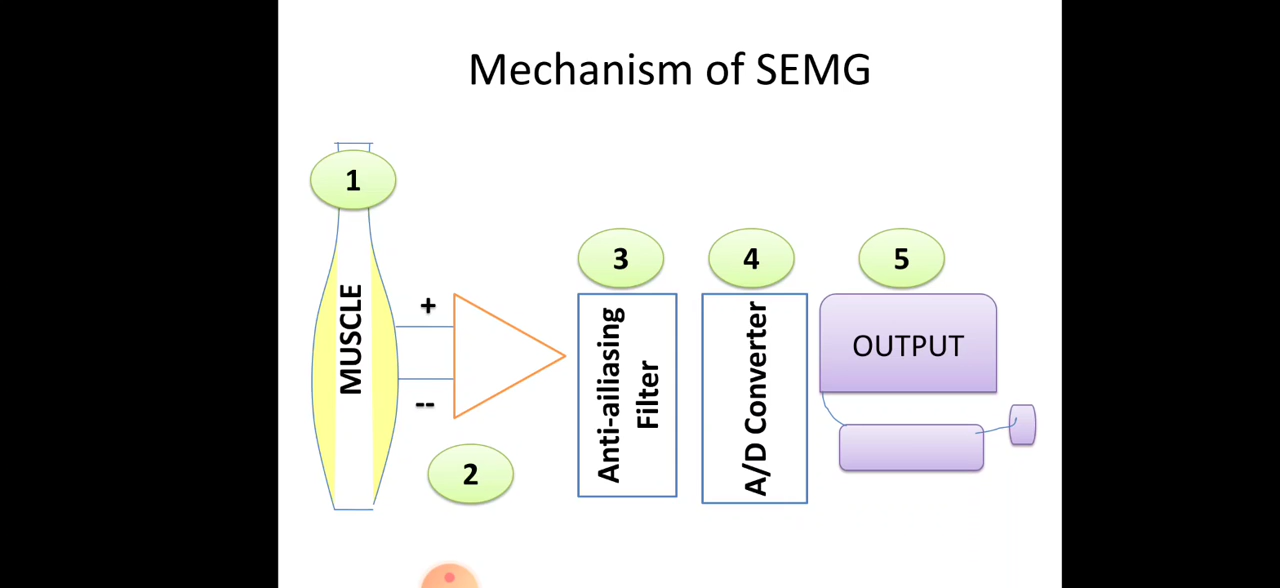 Mechanism of SEMG
1
MUSCLE
+
--
2
3
Anti-ailiasing
Filter
4
A/D Converter
5
OUTPUT